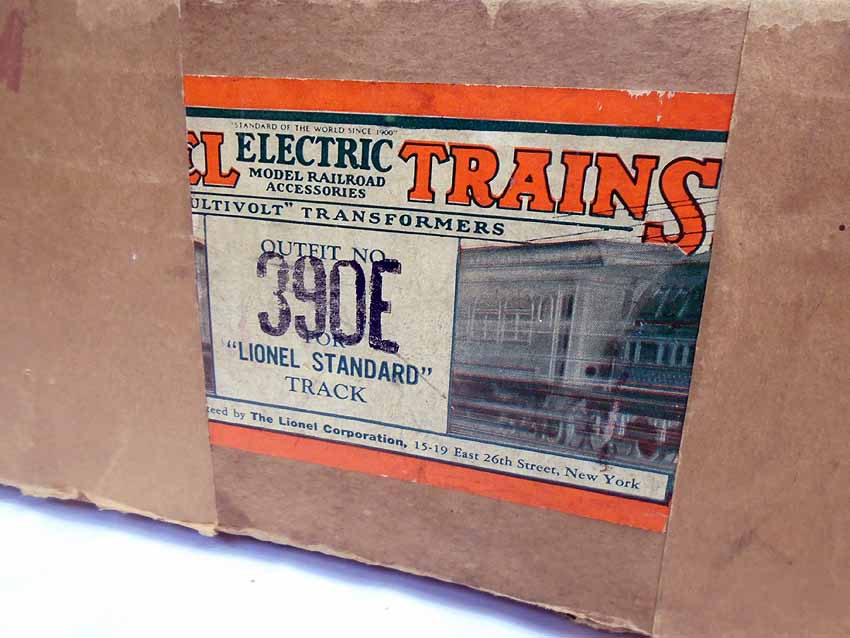 "STANDARD OF THE WORLD SINCE 1900"
EL ELECTRIC TRAINS
MODEL RAILROAD
ACCESSORIES
ULTIVOLT" TRANSFORMERS
OUTFIT NO.
390E
FOR
"LIONEL STANDARD"
TRACK
teed by The Lionel Corporation, 15-19 East 26th Street, New York